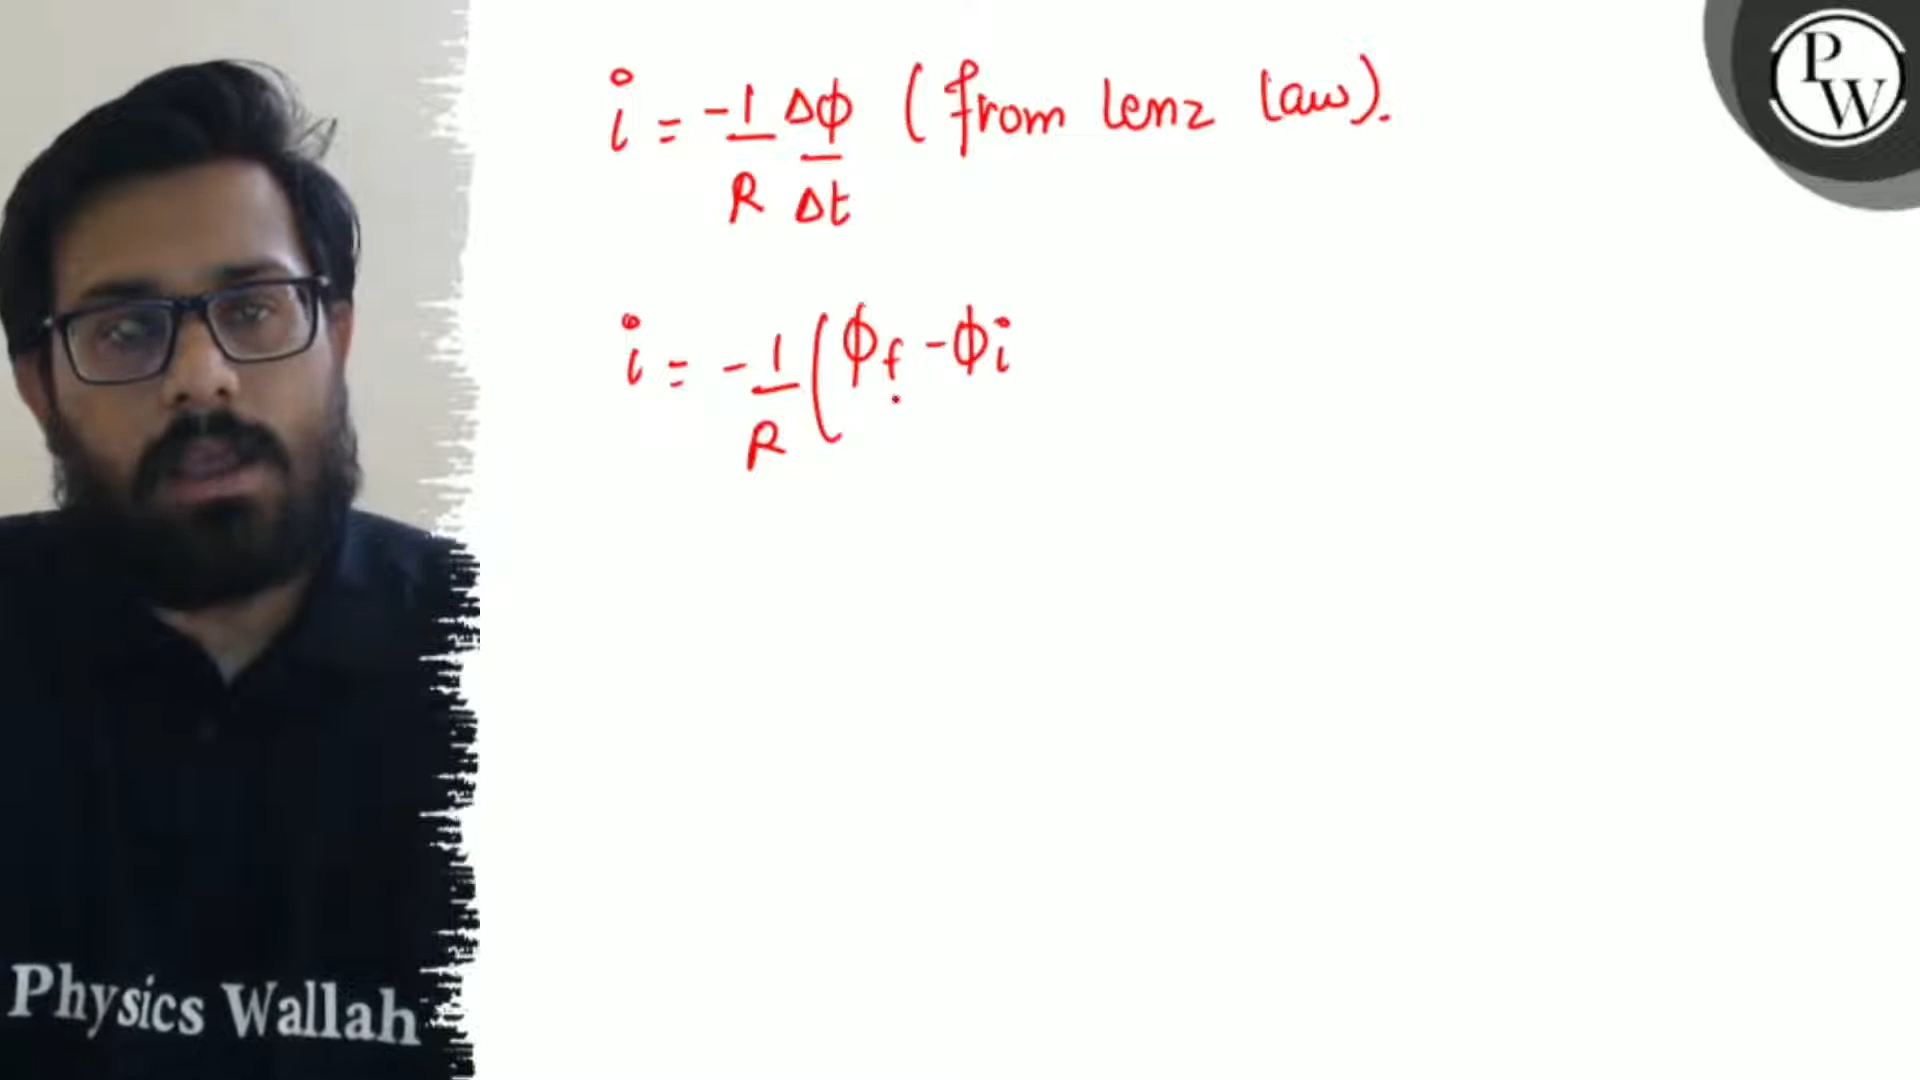 i = -1/R Δφ/Δt (from lenz law).
i = -1/R (φf - φi
PW
Physics Wallah